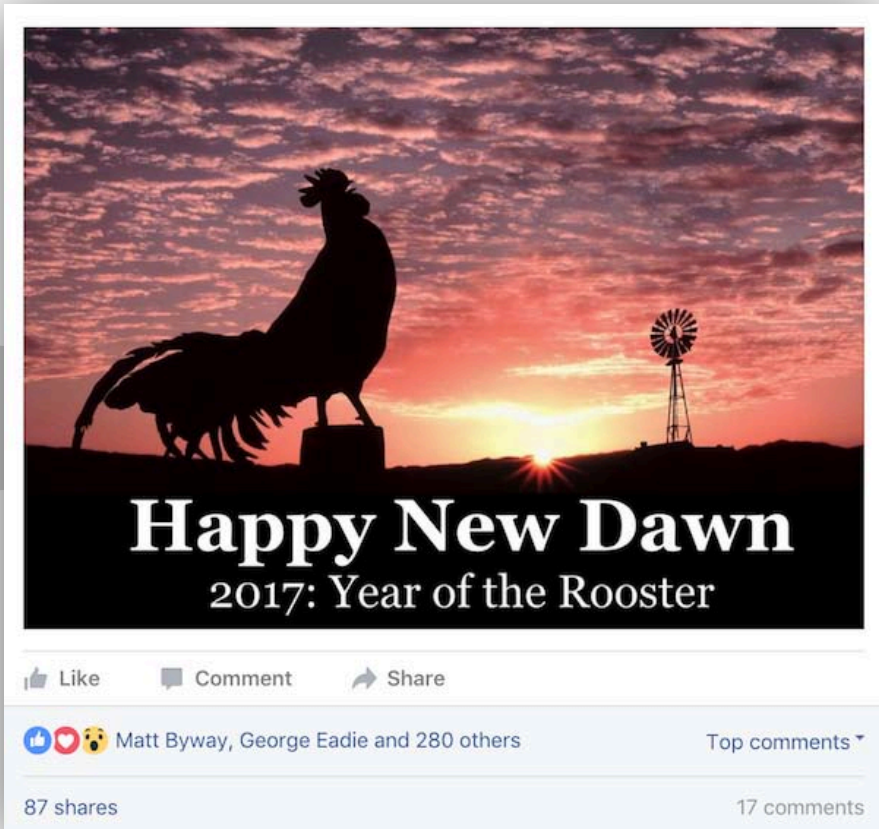 Happy New Dawn
2017: Year of the Rooster
Like Comment Share
Matt Byway, George Eadie and 280 others Top comments
87 shares 17 comments